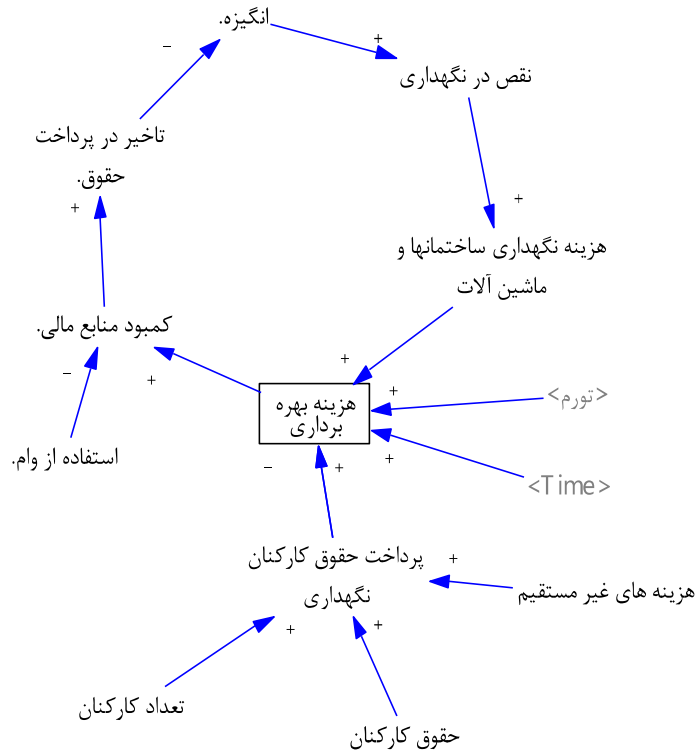 انگیزه.
+
−
نقص در نگهداری
تاخیر در پرداخت
حقوق.
+
+
هزینه نگهداری ساختمانها و
ماشین آلات
کمبود منابع مالی.
+
−
+
+
<تورم>
هزینه بهره
برداری
استفاده از وام.
−
+
+
<Time>
پرداخت حقوق کارکنان
نگهداری
+
هزینه های غیر مستقیم
+
+
تعداد کارکنان
حقوق کارکنان